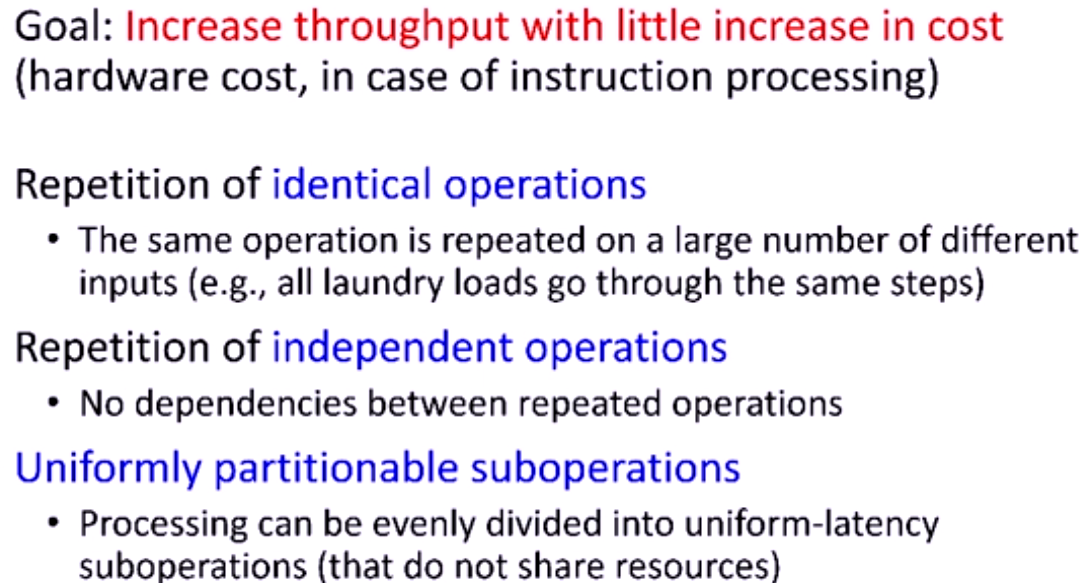 Goal: Increase throughput with little increase in cost
(hardware cost, in case of instruction processing)
Repetition of identical operations
• The same operation is repeated on a large number of different
inputs (e.g., all laundry loads go through the same steps)
Repetition of independent operations
• No dependencies between repeated operations
Uniformly partitionable suboperations
• Processing can be evenly divided into uniform-latency
suboperations (that do not share resources)